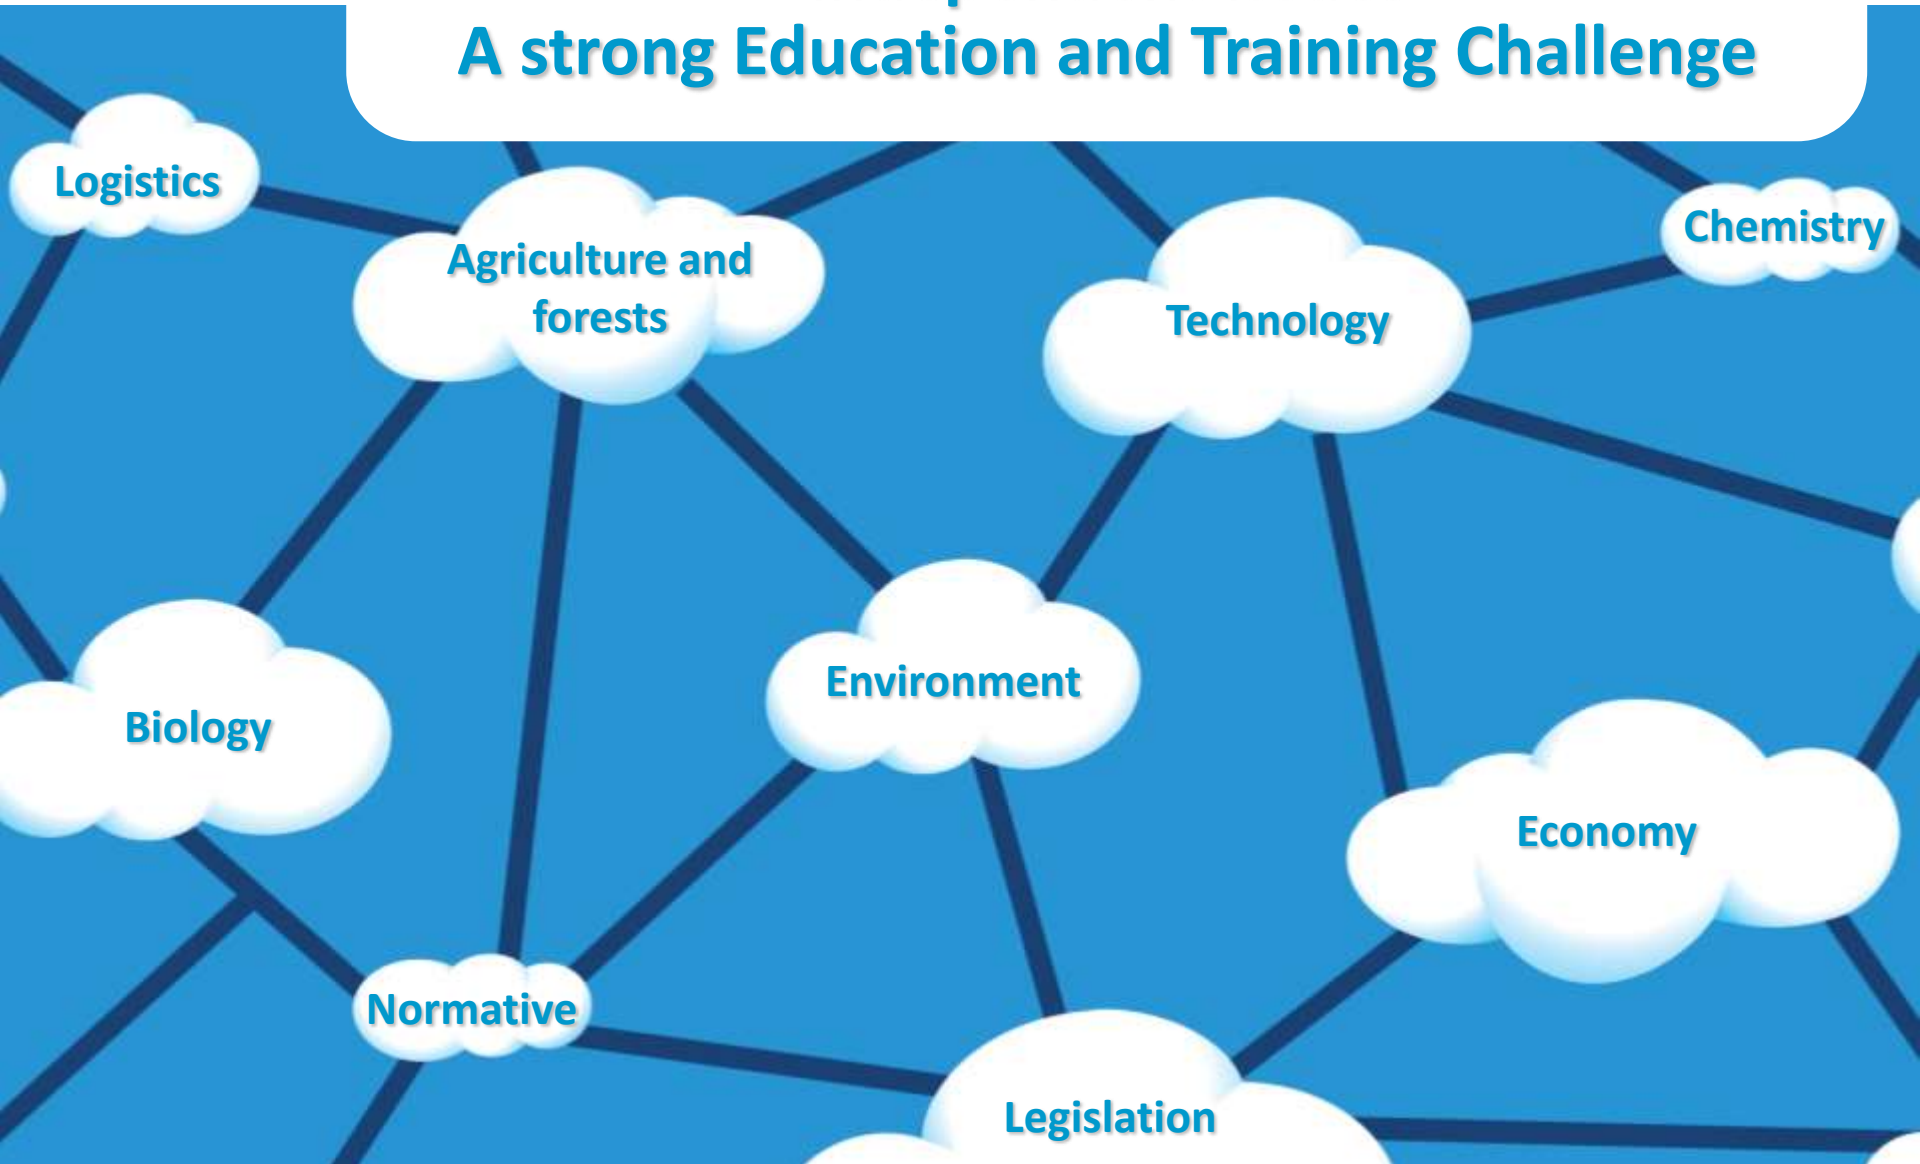 A strong Education and Training Challenge
Logistics
Chemistry
Agriculture and
forests
Technology
Environment
Biology
Economy
Normative
Legislation